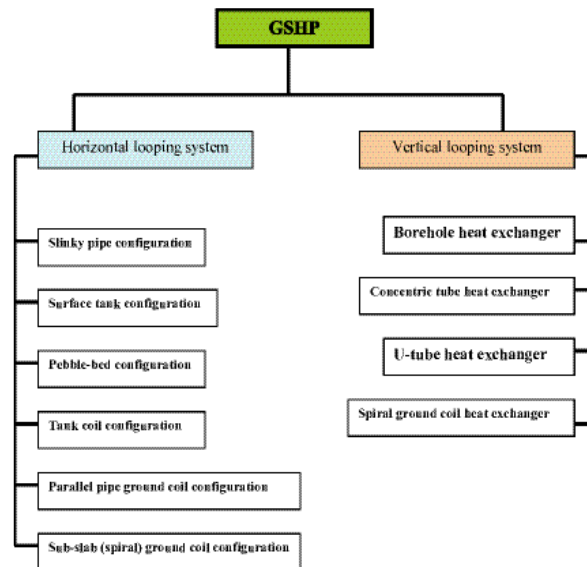 GSHP
Horizontal looping system
Vertical looping system
Slinky pipe configuration
Surface tank configuration
Pebble-bed configuration
Tank coil configuration
Parallel pipe ground coil configuration
Sub-slab (spiral) ground coil configuration
Borehole heat exchanger
Concentric tube heat exchanger
U-tube heat exchanger
Spiral ground coil heat exchanger